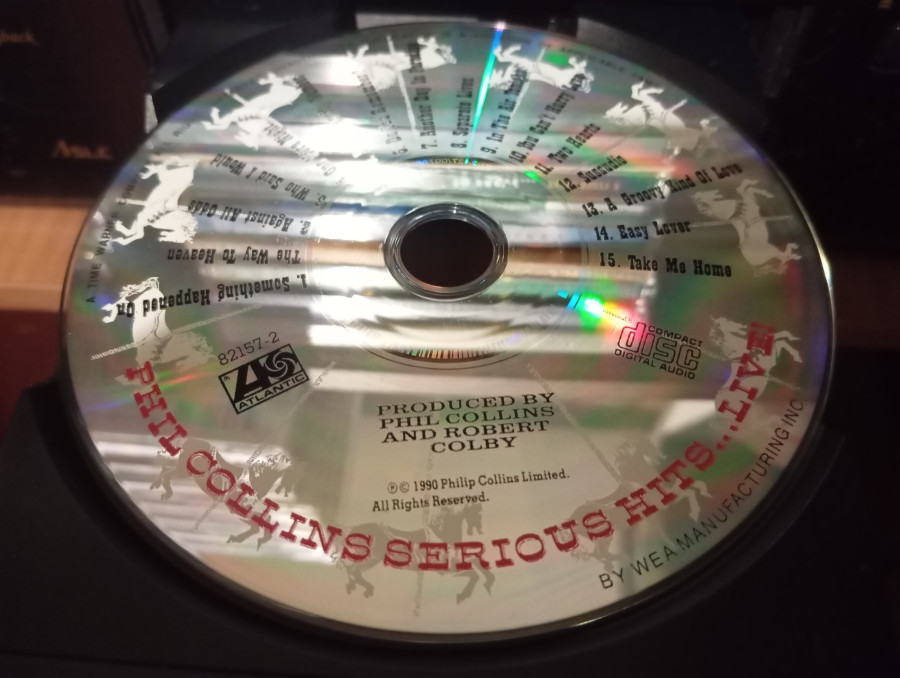 1. Something Happened On
The Way To Heaven
2. Against All Odds
3. Who Said I Would
7. Another Day In
8. Separate Lives
9. In The Air Tonight
10. You Can't Hurry Love
11. Two Hearts
12. Sussudio
13. A Groovy Kind Of Love
14. Easy Lover
15. Take Me Home
82157-2
ATLANTIC
COMPACT
disc
DIGITAL AUDIO
PRODUCED BY
PHIL COLLINS
AND ROBERT
COLBY
℗© 1990 Philip Collins Limited.
All Rights Reserved.
PHIL COLLINS SERIOUS HITS...LIVE!
BY WEA MANUFACTURING INC
A TIME WARNER